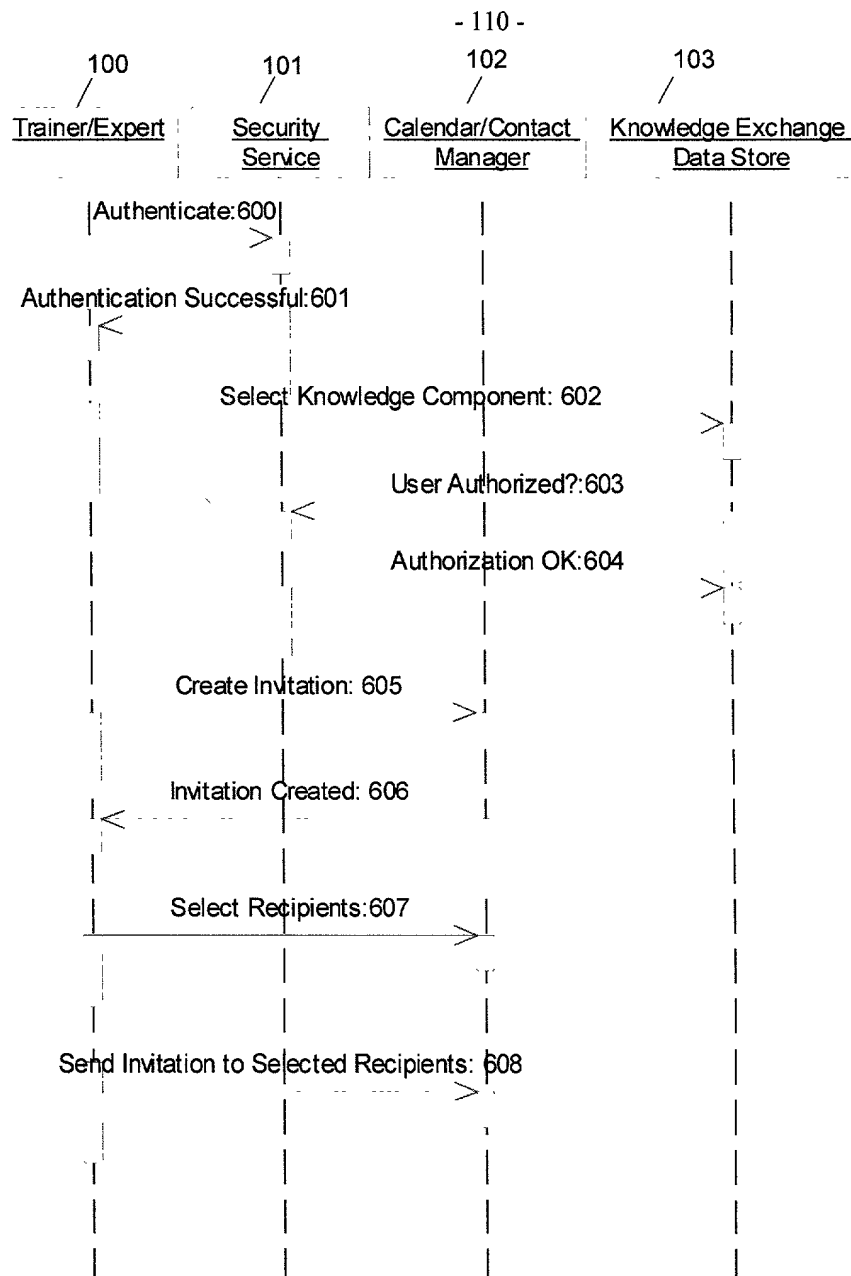 - 110 -
100 101 102 103
Trainer/Expert Security Service Calendar/Contact Manager Knowledge Exchange Data Store
Authenticate:600
Authentication Successful:601
Select Knowledge Component: 602
User Authorized?:603
Authorization OK:604
Create Invitation: 605
Invitation Created: 606
Select Recipients:607
Send Invitation to Selected Recipients: 608